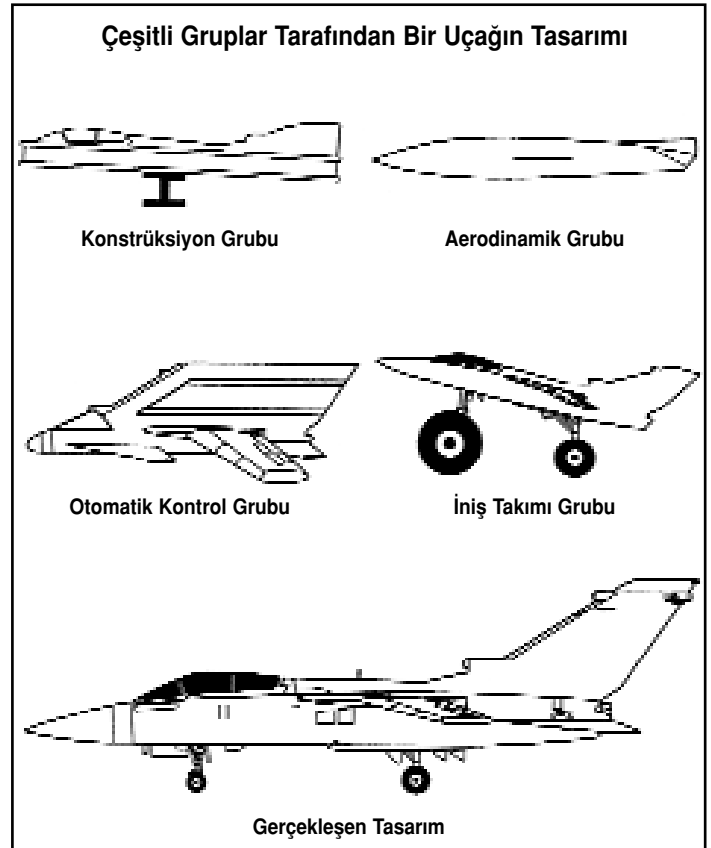 Çeşitli Gruplar Tarafından Bir Uçağın Tasarımı
Konstrüksiyon Grubu
Aerodinamik Grubu
Otomatik Kontrol Grubu
İniş Takımı Grubu
Gerçekleşen Tasarım